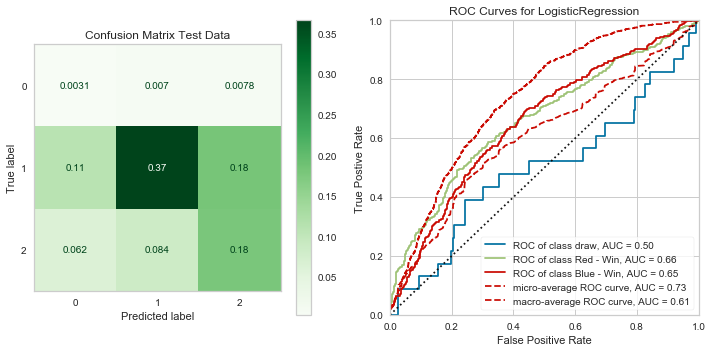 Confusion Matrix Test Data
0
0.0031 0.007 0.0078
1
0.11 0.37 0.18
2
0.062 0.084 0.18
0 1 2
True label
Predicted label
0.35
0.30
0.25
0.20
0.15
0.10
0.05
ROC Curves for LogisticRegression
1.0
0.8
0.6
0.4
0.2
0.0
True Postive Rate
ROC of class draw, AUC = 0.50
ROC of class Red - Win, AUC = 0.66
ROC of class Blue - Win, AUC = 0.65
micro-average ROC curve, AUC = 0.73
macro-average ROC curve, AUC = 0.61
0.0 0.2 0.4 0.6 0.8 1.0
False Positive Rate